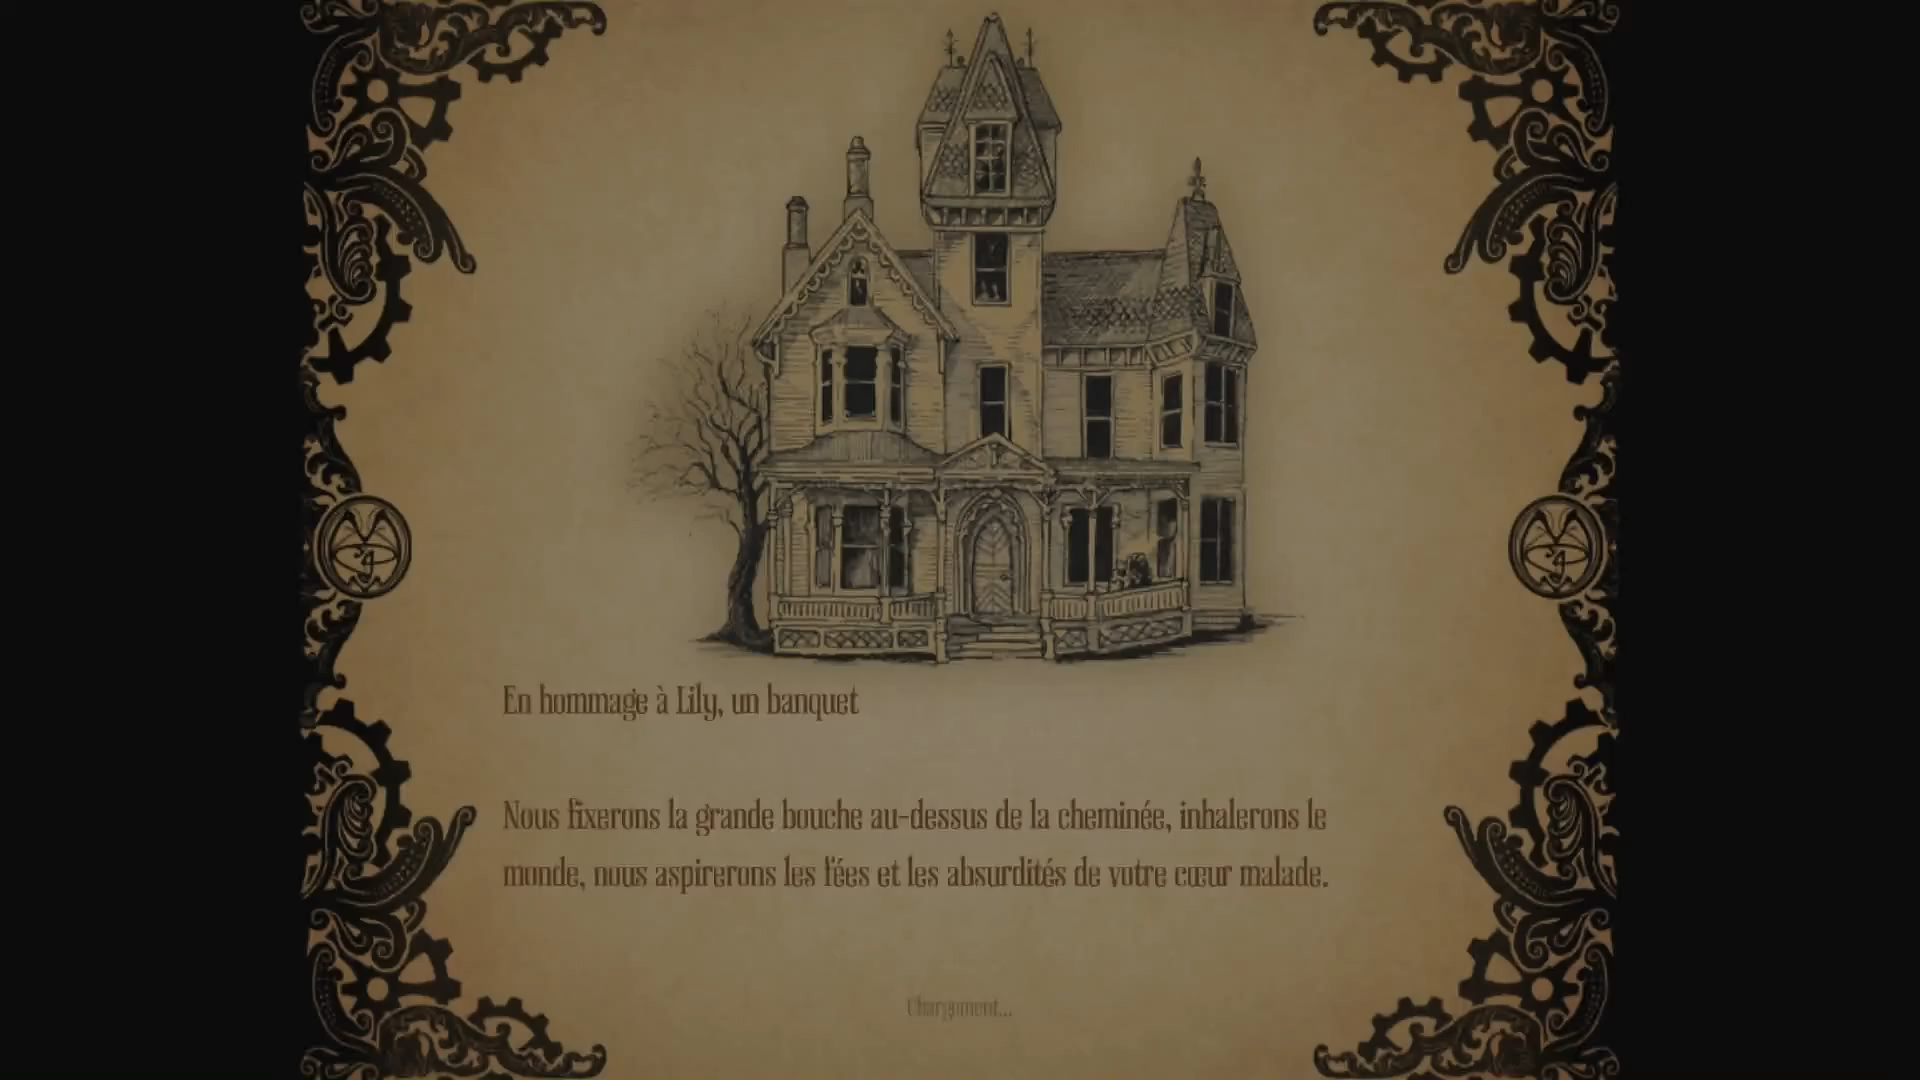 En hommage à Lily, un banquet
Nous fixerons la grande bouche au-dessus de la cheminée, inhalerons le
monde, nous aspirerons les fées et les absurdités de votre cœur malade.
Chargement...